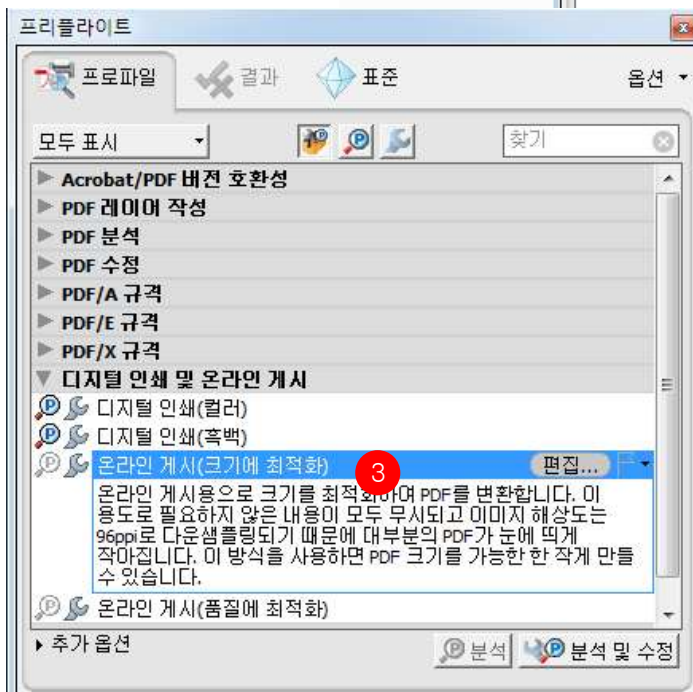 프리플라이트
프로파일 결과 표준 옵션
모두 표시 찾기
Acrobat/PDF 버전 호환성
PDF 레이어 작성
PDF 분석
PDF 수정
PDF/A 규격
PDF/E 규격
PDF/X 규격
디지털 인쇄 및 온라인 게시
디지털 인쇄(컬러)
디지털 인쇄(흑백)
온라인 게시(크기에 최적화) 3 편집...
온라인 게시용으로 크기를 최적화하여 PDF를 변환합니다. 이
용도로 필요하지 않은 내용이 모두 무시되고 이미지 해상도는
96ppi로 다운샘플링되기 때문에 대부분의 PDF가 눈에 띄게
작아집니다. 이 방식을 사용하면 PDF 크기를 가능한 한 작게 만들
수 있습니다.
온라인 게시(품질에 최적화)
추가 옵션 분석 분석 및 수정